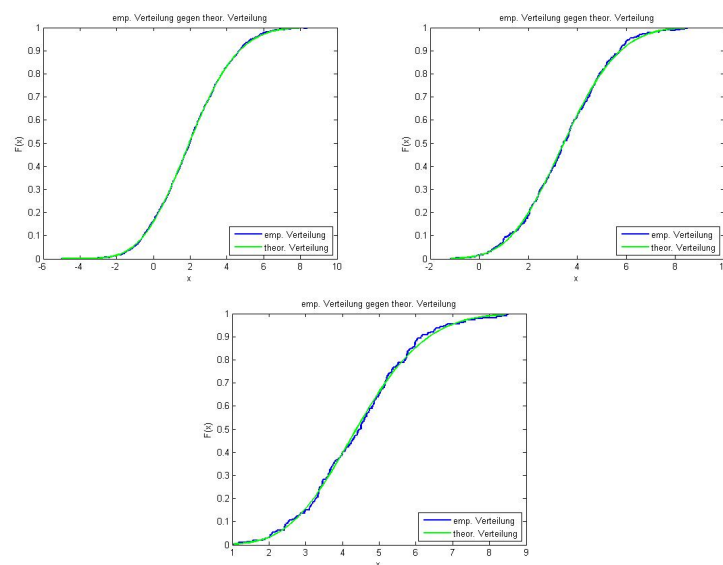 emp. Verteilung gegen theor. Verteilung
1
0.9
0.8
0.7
0.6
0.5
0.4
0.3
0.2
0.1
0
F(x)
-6 -4 -2 0 2 4 6 8 10
x
emp. Verteilung
theor. Verteilung
emp. Verteilung gegen theor. Verteilung
1
0.9
0.8
0.7
0.6
0.5
0.4
0.3
0.2
0.1
0
F(x)
-2 0 2 4 6 8 10
x
emp. Verteilung
theor. Verteilung
emp. Verteilung gegen theor. Verteilung
1
0.9
0.8
0.7
0.6
0.5
0.4
0.3
0.2
0.1
0
F(x)
1 2 3 4 5 6 7 8 9
x
emp. Verteilung
theor. Verteilung